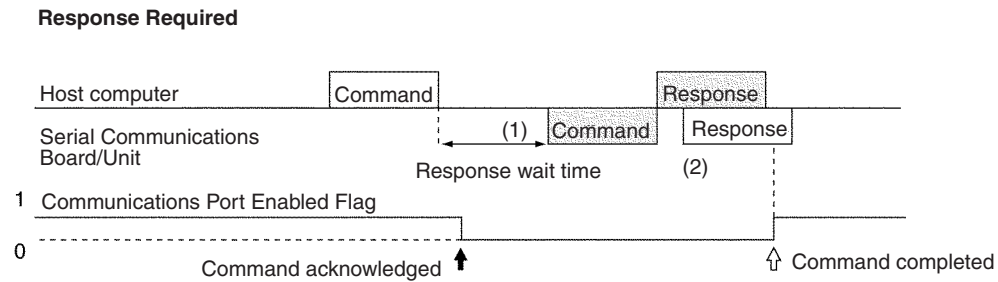 Response Required
Host computer
Command
Response
Serial Communications
Board/Unit
(1)
Command
Response
Response wait time
(2)
1
Communications Port Enabled Flag
0
Command acknowledged
Command completed